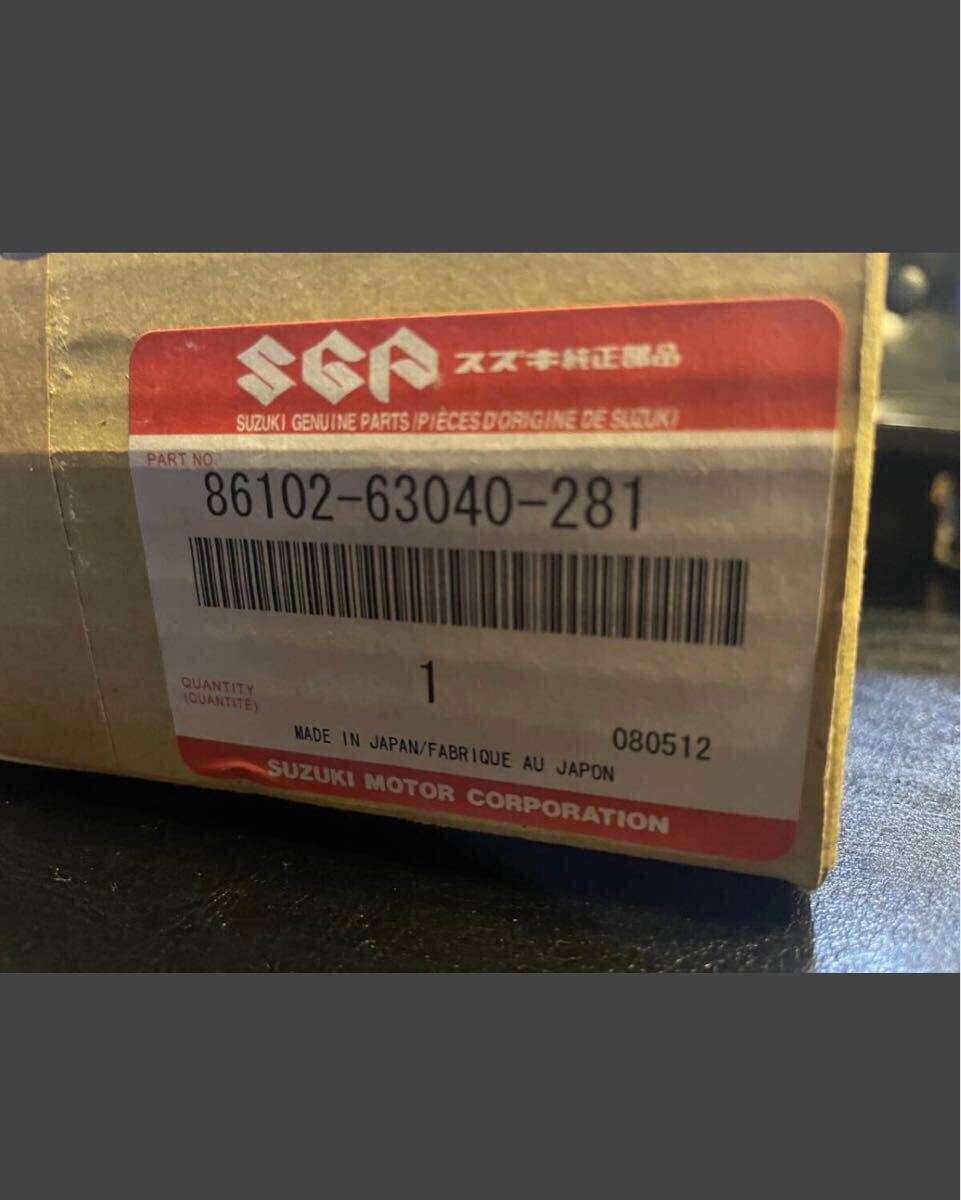 SGP スズキ純正部品
SUZUKI GENUINE PARTS/PIÈCES D'ORIGINE DE SUZUKI
PART NO.
86102-63040-281
1
QUANTITY
(QUANTITÉ)
MADE IN JAPAN/FABRIQUE AU JAPON
080512
SUZUKI MOTOR CORPORATION